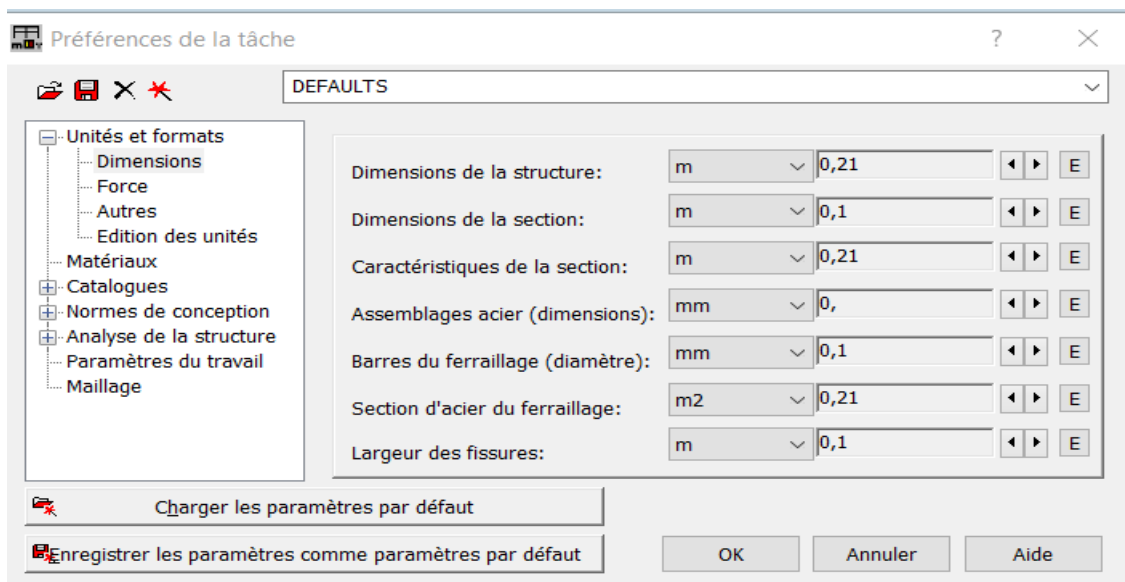 Préférences de la tâche ? ×
DEFAULTS
Unités et formats
Dimensions
Force
Autres
Edition des unités
Matériaux
Catalogues
Normes de conception
Analyse de la structure
Paramètres du travail
Maillage
Dimensions de la structure: m 0,21 E
Dimensions de la section: m 0,1 E
Caractéristiques de la section: m 0,21 E
Assemblages acier (dimensions): mm 0, E
Barres du ferraillage (diamètre): mm 0,1 E
Section d'acier du ferraillage: m2 0,21 E
Largeur des fissures: m 0,1 E
Charger les paramètres par défaut
Enregistrer les paramètres comme paramètres par défaut
OK Annuler Aide